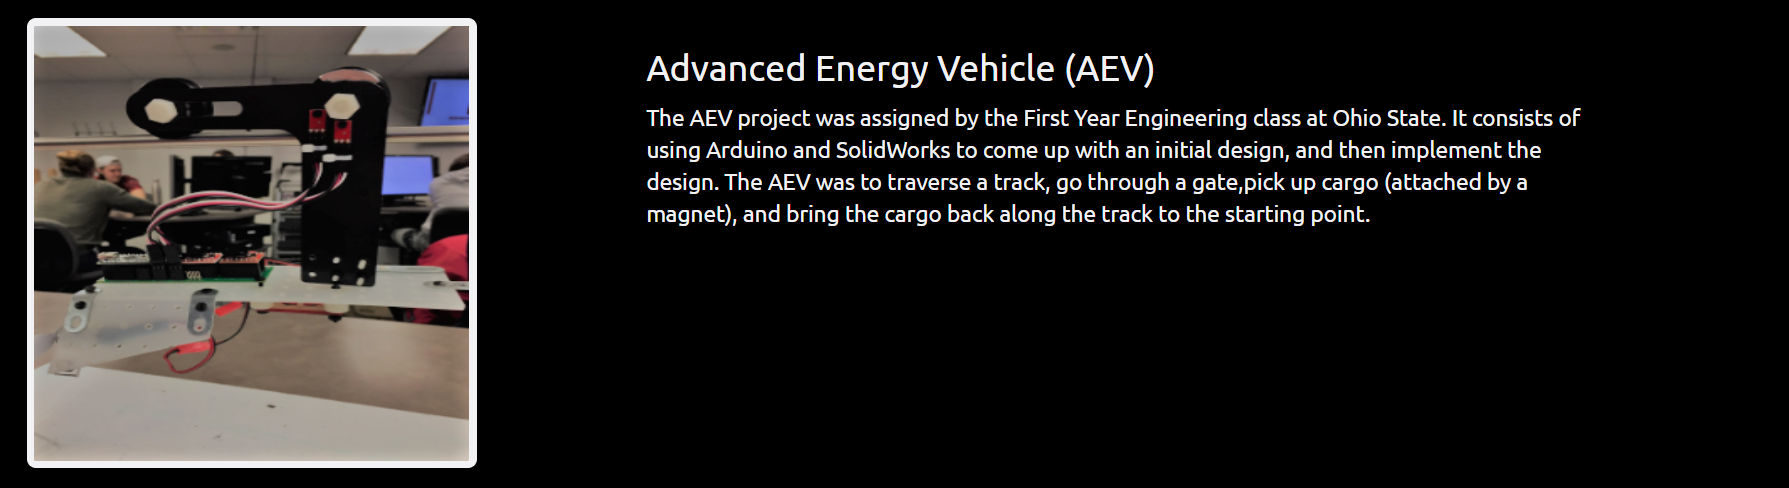 Advanced Energy Vehicle (AEV)
The AEV project was assigned by the First Year Engineering class at Ohio State. It consists of
using Arduino and SolidWorks to come up with an initial design, and then implement the
design. The AEV was to traverse a track, go through a gate,pick up cargo (attached by a
magnet), and bring the cargo back along the track to the starting point.